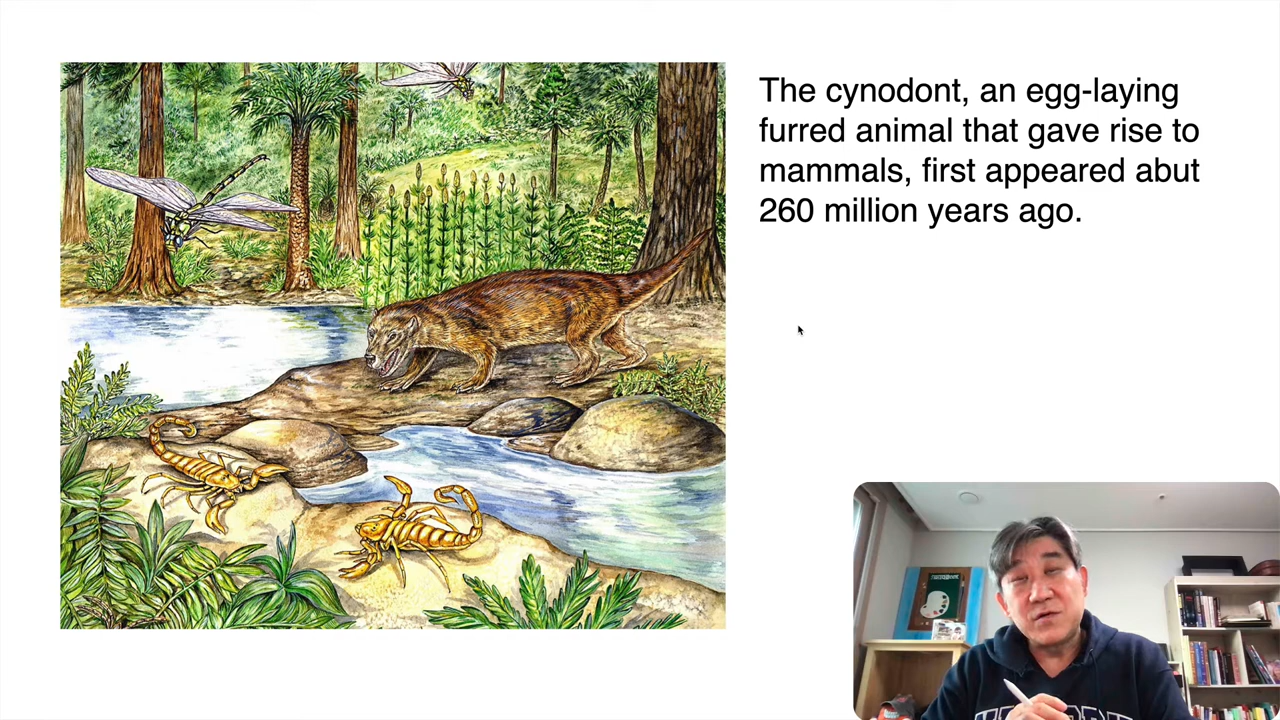 The cynodont, an egg-laying
furred animal that gave rise to
mammals, first appeared abut
260 million years ago.